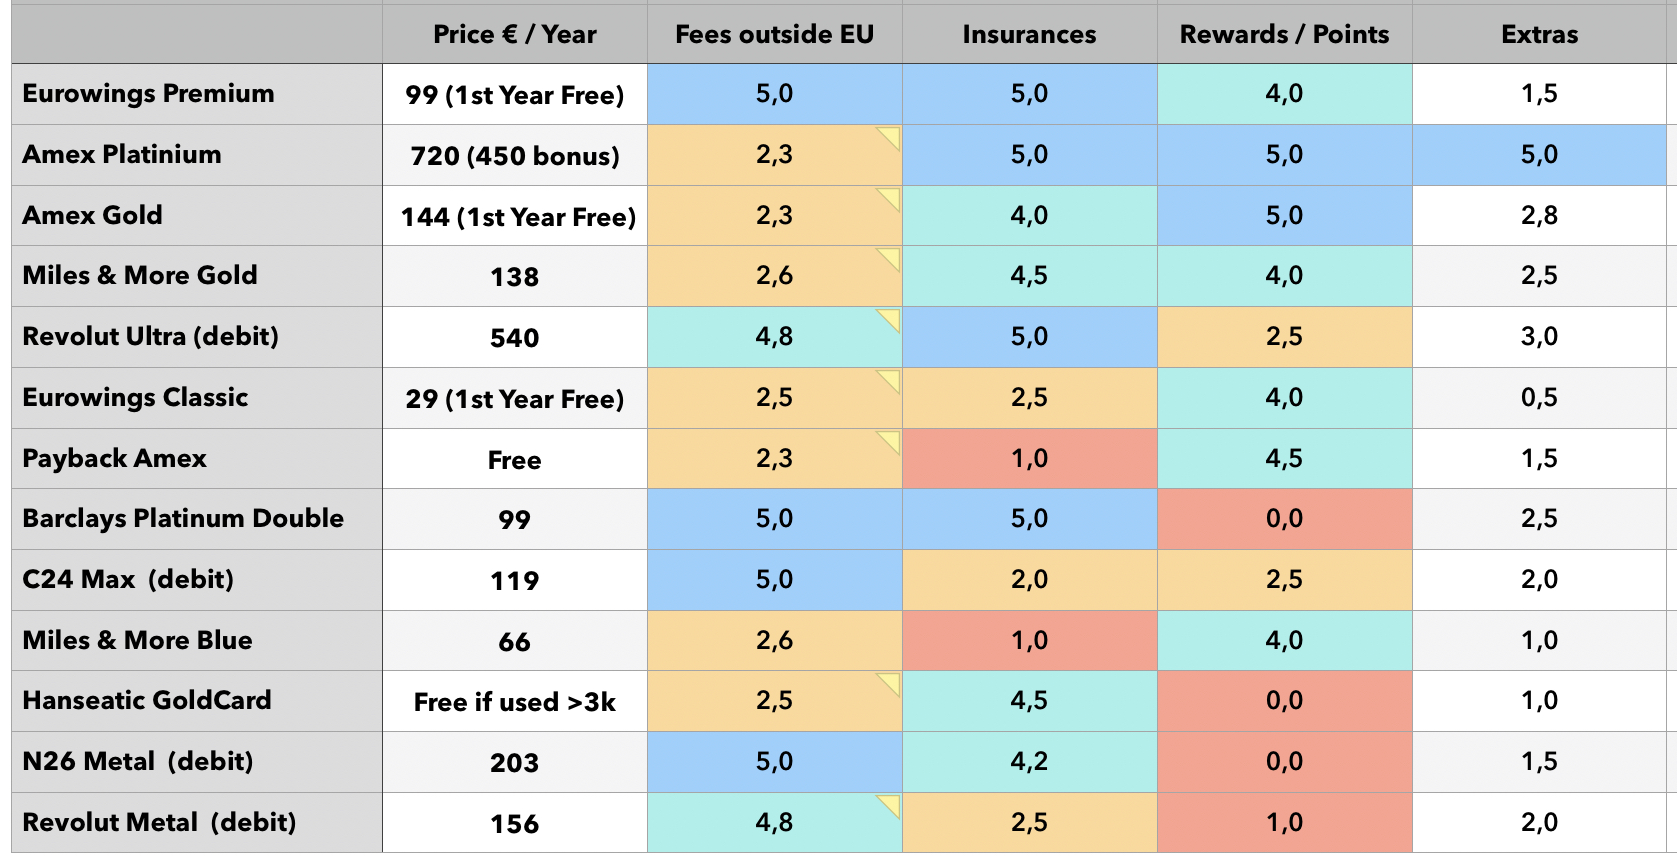 Price € / Year Fees outside EU Insurances Rewards / Points Extras
Eurowings Premium 99 (1st Year Free) 5,0 5,0 4,0 1,5
Amex Platinium 720 (450 bonus) 2,3 5,0 5,0 5,0
Amex Gold 144 (1st Year Free) 2,3 4,0 5,0 2,8
Miles & More Gold 138 2,6 4,5 4,0 2,5
Revolut Ultra (debit) 540 4,8 5,0 2,5 3,0
Eurowings Classic 29 (1st Year Free) 2,5 2,5 4,0 0,5
Payback Amex Free 2,3 1,0 4,5 1,5
Barclays Platinum Double 99 5,0 5,0 0,0 2,5
C24 Max (debit) 119 5,0 2,0 2,5 2,0
Miles & More Blue 66 2,6 1,0 4,0 1,0
Hanseatic GoldCard Free if used >3k 2,5 4,5 0,0 1,0
N26 Metal (debit) 203 5,0 4,2 0,0 1,5
Revolut Metal (debit) 156 4,8 2,5 1,0 2,0